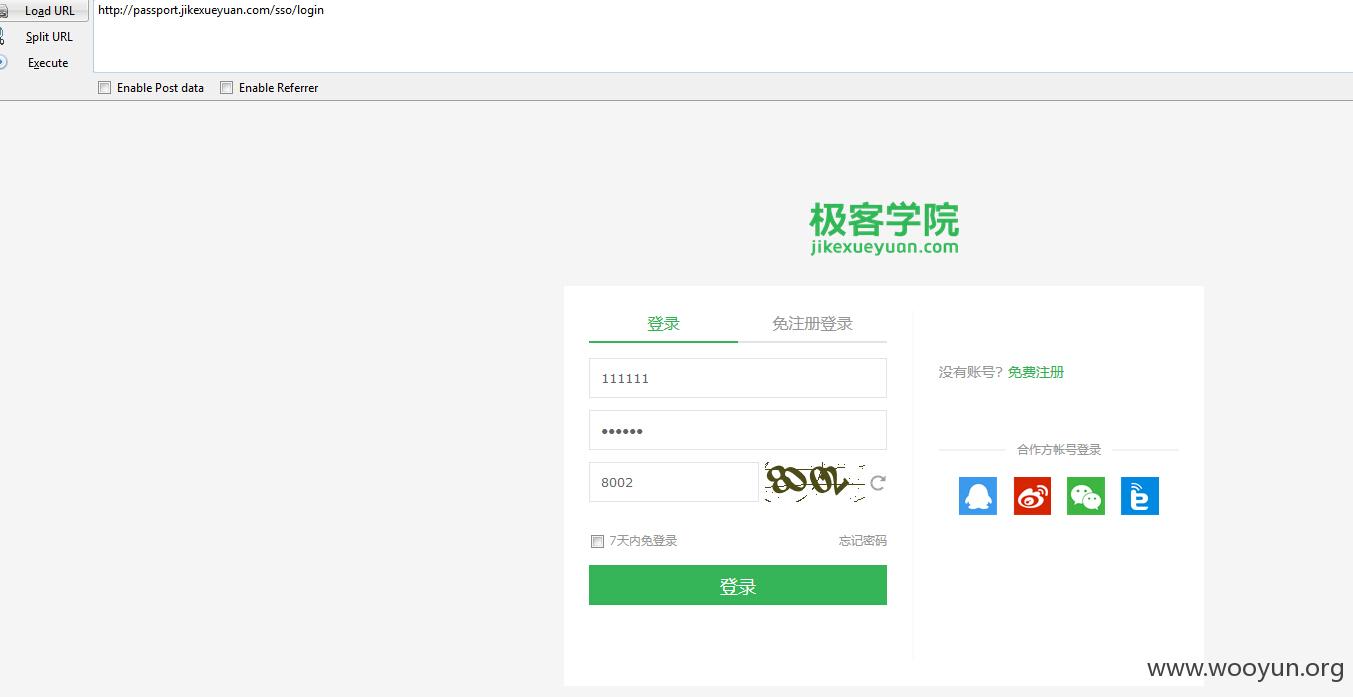 Load URL
http://passport.jikexueyuan.com/sso/login
Split URL
Execute
Enable Post data
Enable Referrer
极客学院
jikexueyuan.com
登录
免注册登录
111111
••••••
8002
8002
7天内免登录
忘记密码
登录
没有账号? 免费注册
合作方帐号登录
www.wooyun.org